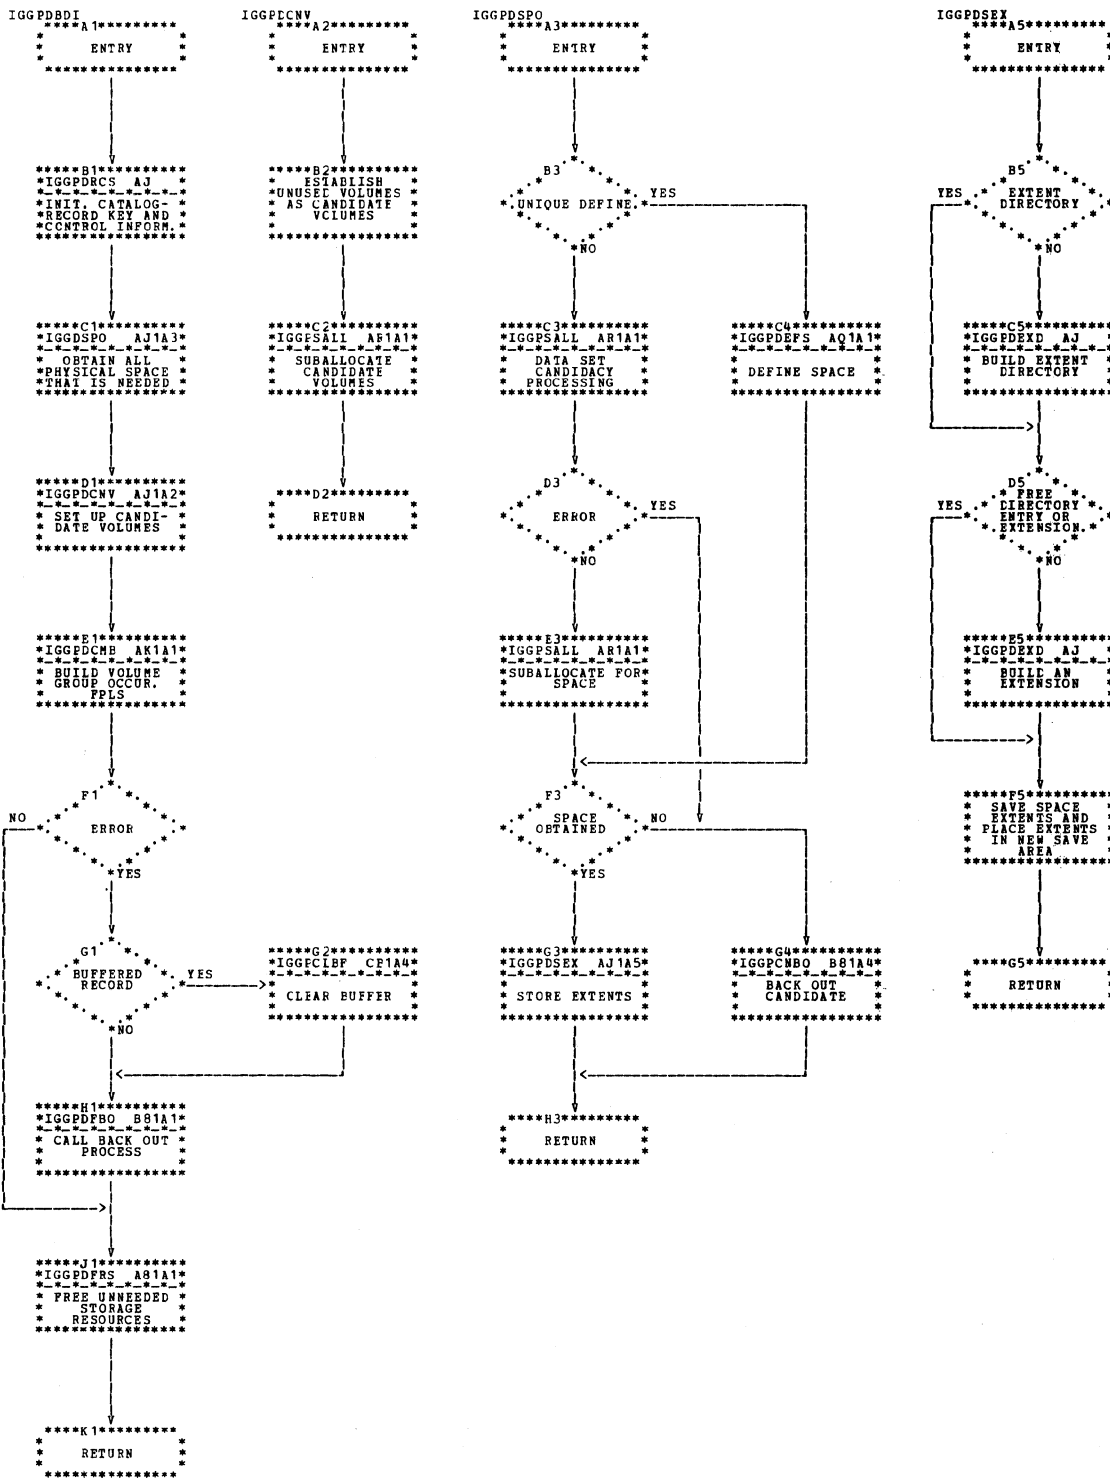 IGGPDBDI
A1
ENTRY
B1
IGGPDRCS AJ
INIT. CATALOG-
RECORD KEY AND
CONTROL INFORM.
C1
IGGDSPO AJ1A3
OBTAIN ALL
PHYSICAL SPACE
THAT IS NEEDED
D1
IGGPDCNV AJ1A2
SET UP CANDI-
DATE VOLUMES
E1
IGGPDCMB AK1A1
BUILD VOLUME
GROUP OCCUR.
FPLS
F1
NO
ERROR
YES
G1
BUFFERED
RECORD
YES
NO
G2
IGGPCLBF CP1A4
CLEAR BUFFER
H1
IGGPDFBO B81A1
CALL BACK OUT
PROCESS
J1
IGGPDFRS A81A1
FREE UNNEEDED
STORAGE
RESOURCES
K1
RETURN
IGGPDCNV
A2
ENTRY
B2
ESTABLISH
UNUSED VOLUMES
AS CANDIDATE
VOLUMES
C2
IGGPSALL AR1A1
SUBALLOCATE
CANDIDATE
VOLUMES
D2
RETURN
IGGPDSPO
A3
ENTRY
B3
UNIQUE DEFINE
YES
NO
C3
IGGPSALL AR1A1
DATA SET
CANDIDACY
PROCESSING
C4
IGGPDEFS AQ1A1
DEFINE SPACE
D3
ERROR
YES
NO
E3
IGGPSALL AR1A1
SUBALLOCATE FOR
SPACE
F3
SPACE
OBTAINED
NO
YES
G3
IGGPDSEX AJ1A5
STORE EXTENTS
G4
IGGPCNBO B81A4
BACK OUT
CANDIDATE
H3
RETURN
IGGPDSEX
A5
ENTRY
B5
YES
EXTENT
DIRECTORY
NO
C5
IGGPDEXD AJ
BUILD EXTENT
DIRECTORY
D5
YES
FREE
DIRECTORY
ENTRY OR
EXTENSION
NO
E5
IGGPDEXD AJ
BUILD AN
EXTENSION
F5
SAVE SPACE
EXTENTS AND
PLACE EXTENTS
IN NEW SAVE
AREA
G5
RETURN